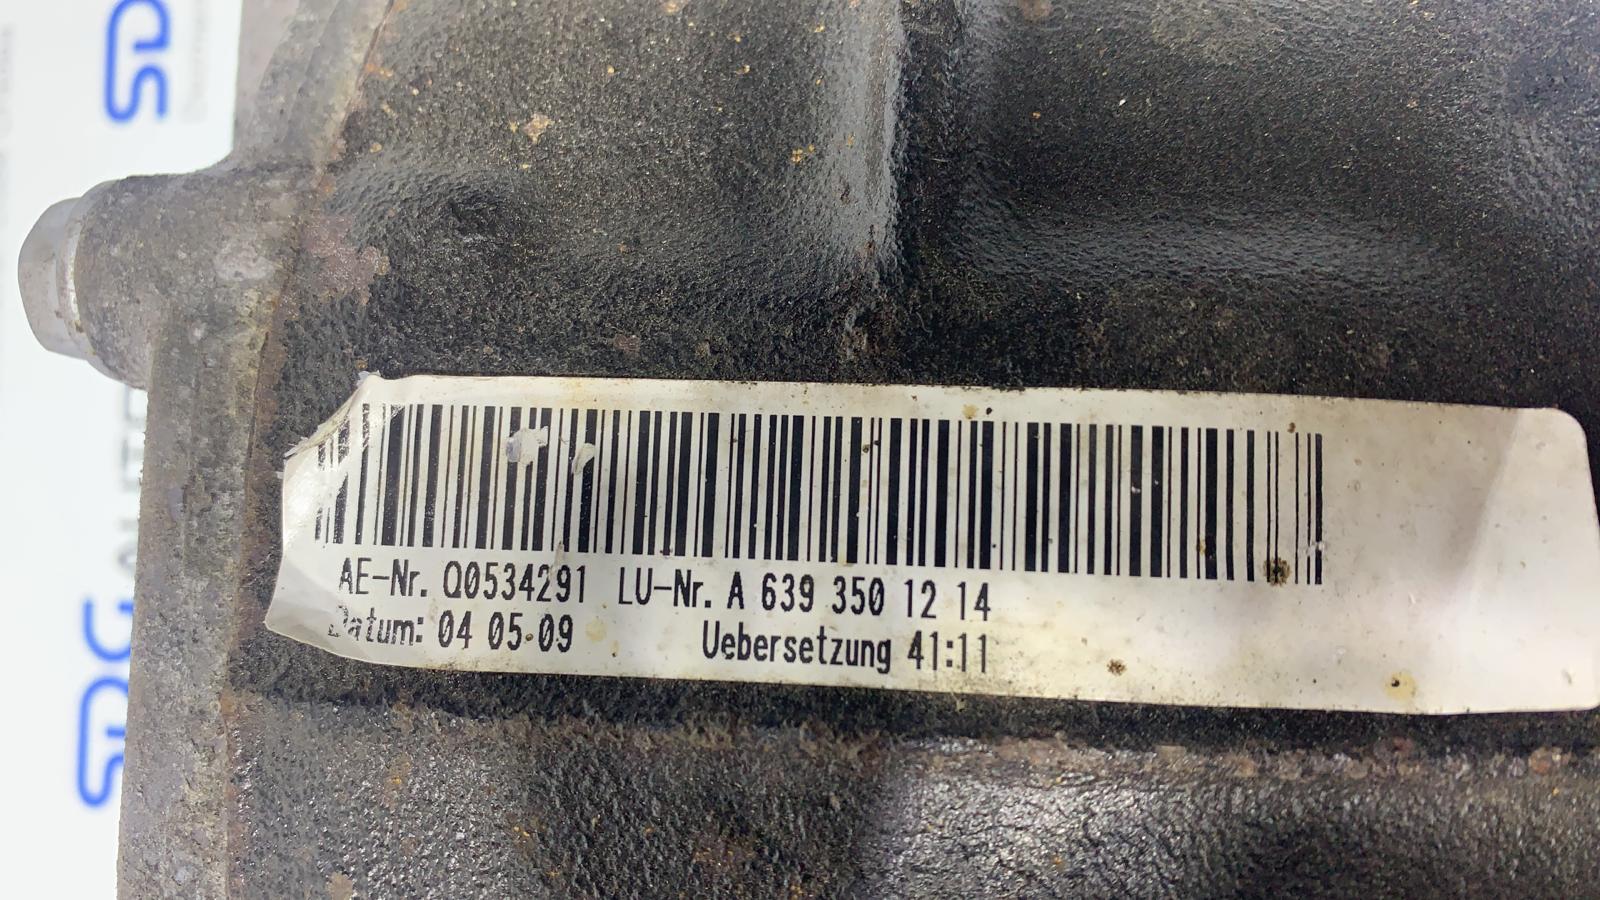 AE-Nr. Q0534291 LU-Nr. A 639 350 12 14
Datum: 04 05 09 Uebersetzung 41:11